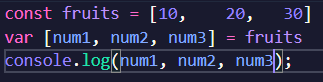 const fruits = [10,   20,   30]
var [num1, num2, num3] = fruits
console.log(num1, num2, num3);